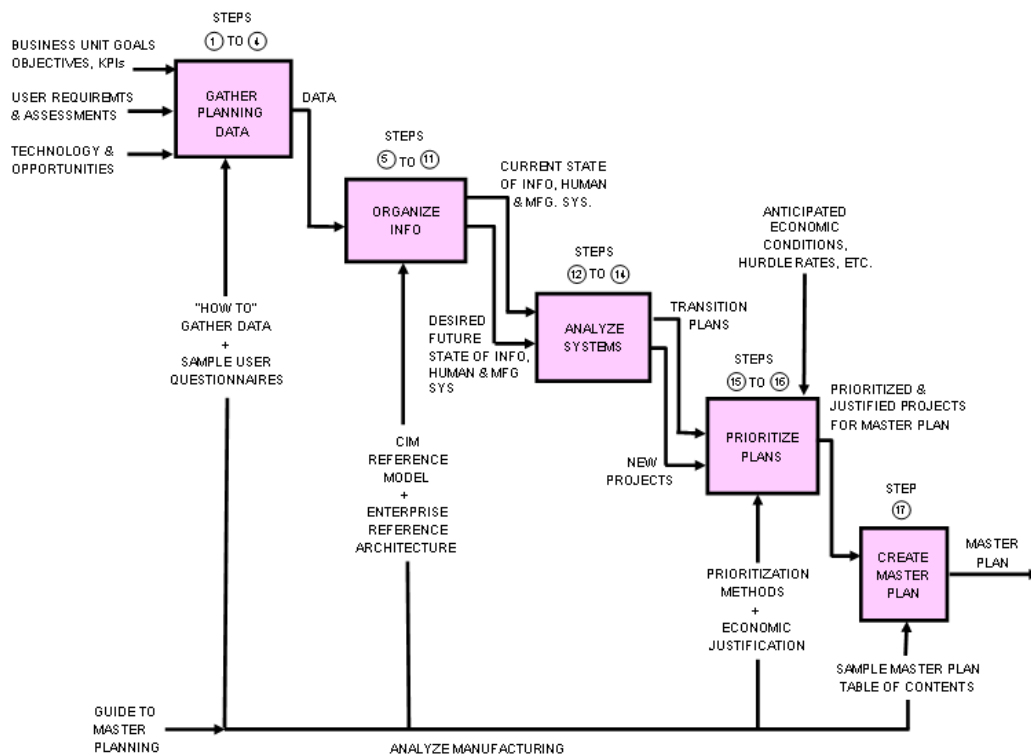 STEPS
1 TO 4
BUSINESS UNIT GOALS
OBJECTIVES, KPIs
USER REQUIREMTS
& ASSESSMENTS
TECHNOLOGY &
OPPORTUNITIES
GATHER
PLANNING
DATA
DATA
STEPS
5 TO 11
ORGANIZE
INFO
CURRENT STATE
OF INFO, HUMAN
& MFG. SYS.
"HOW TO"
GATHER DATA
+
SAMPLE USER
QUESTIONNAIRES
DESIRED
FUTURE
STATE OF INFO,
HUMAN & MFG
SYS
STEPS
12 TO 14
ANALYZE
SYSTEMS
TRANSITION
PLANS
ANTICIPATED
ECONOMIC
CONDITIONS,
HURDLE RATES, ETC.
CIM
REFERENCE
MODEL
+
ENTERPRISE
REFERENCE
ARCHITECTURE
NEW
PROJECTS
STEPS
15 TO 16
PRIORITIZE
PLANS
PRIORITIZED &
JUSTIFIED PROJECTS
FOR MASTER PLAN
PRIORITIZATION
METHODS
+
ECONOMIC
JUSTIFICATION
STEP
17
CREATE
MASTER
PLAN
MASTER
PLAN
SAMPLE MASTER PLAN
TABLE OF CONTENTS
GUIDE TO
MASTER
PLANNING
ANALYZE MANUFACTURING